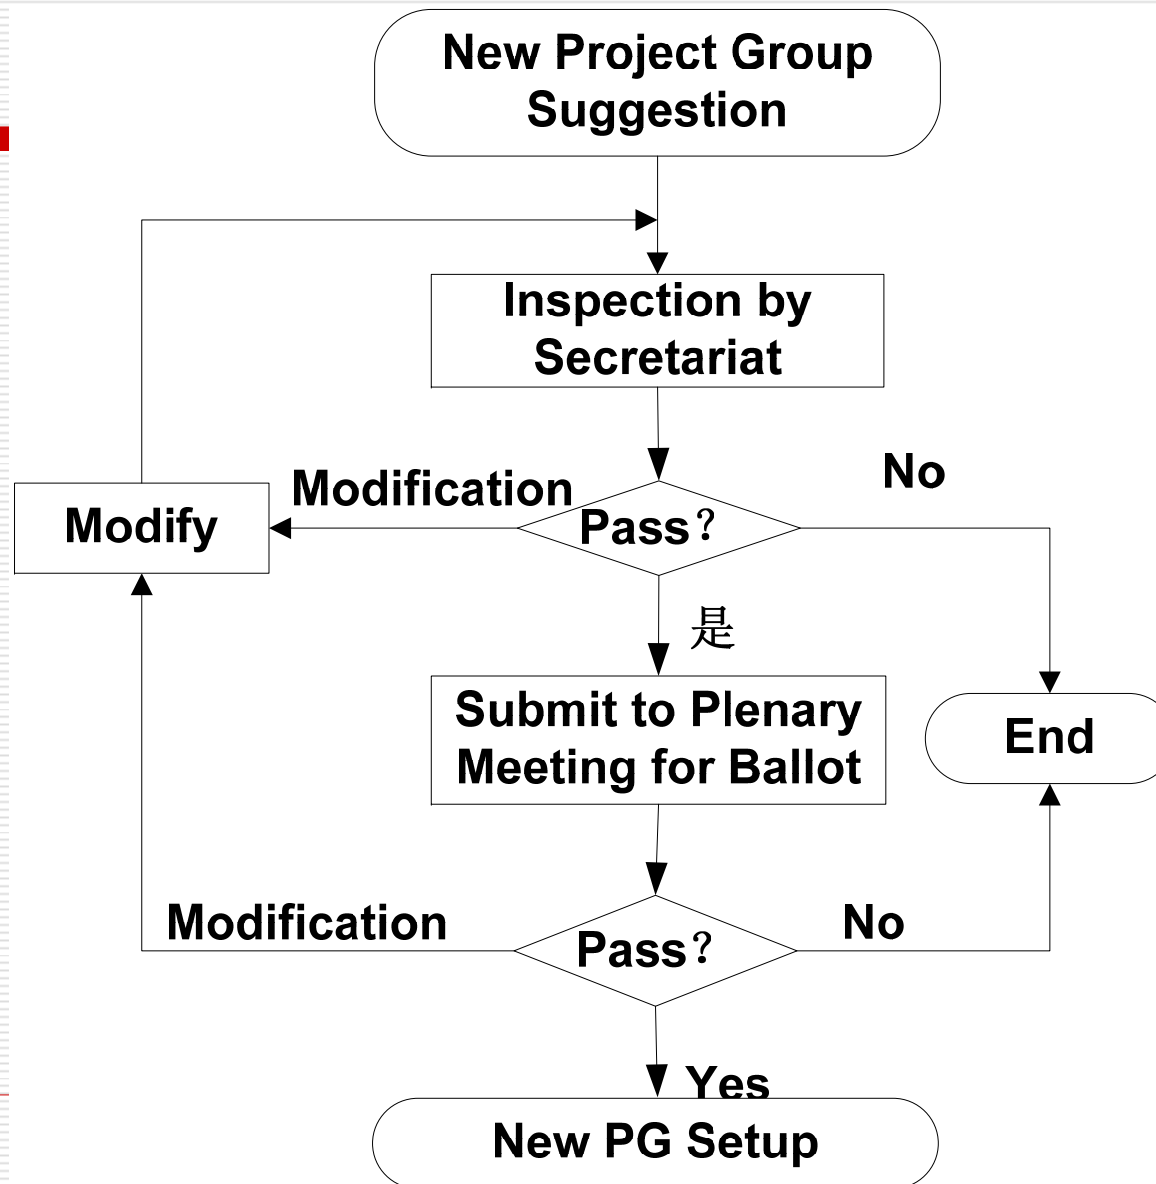 New Project Group
Suggestion
Inspection by
Secretariat
No
Modification
Modify
Pass？
是
Submit to Plenary
Meeting for Ballot
End
Modification
No
Pass？
Yes
New PG Setup